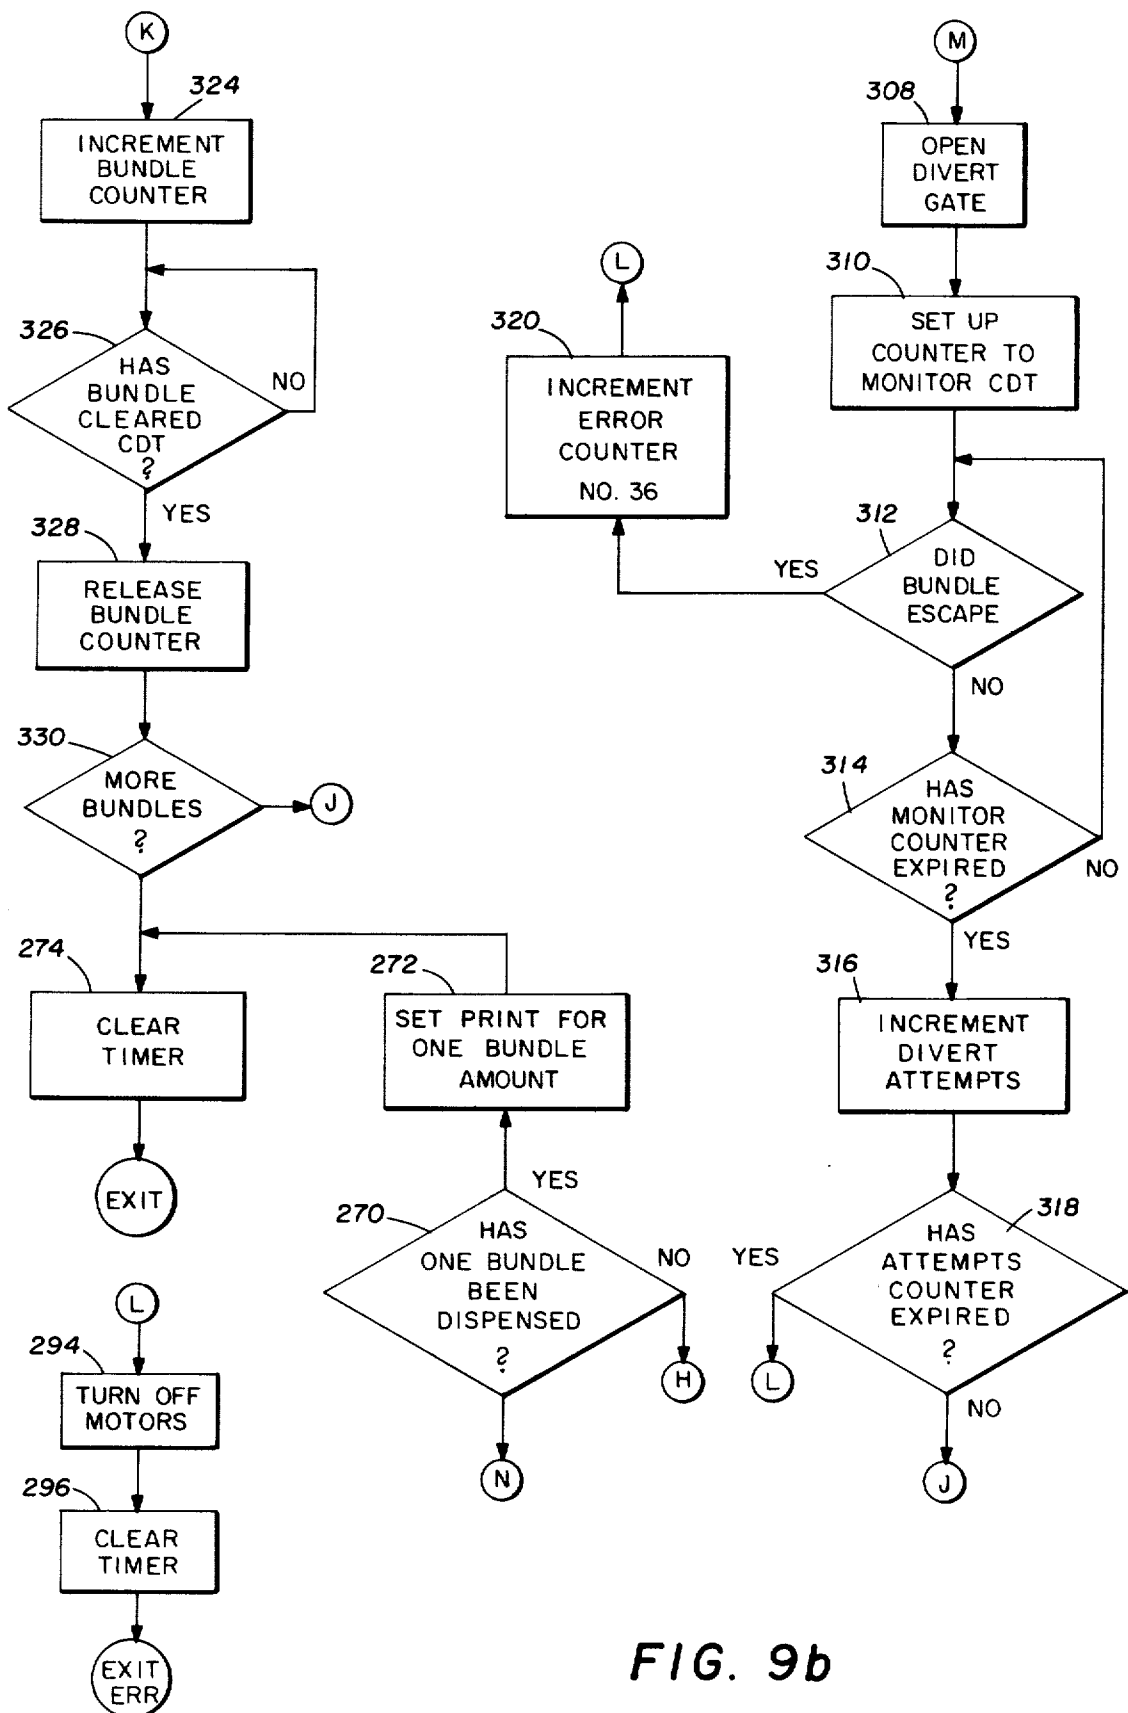 K
324
INCREMENT
BUNDLE
COUNTER
326
HAS
BUNDLE
CLEARED
CDT
?
NO
YES
328
RELEASE
BUNDLE
COUNTER
330
MORE
BUNDLES
?
J
274
CLEAR
TIMER
EXIT
L
294
TURN OFF
MOTORS
296
CLEAR
TIMER
EXIT
ERR
L
320
INCREMENT
ERROR
COUNTER
NO. 36
272
SET PRINT FOR
ONE BUNDLE
AMOUNT
YES
270
HAS
ONE BUNDLE
BEEN
DISPENSED
?
NO
H
N
M
308
OPEN
DIVERT
GATE
310
SET UP
COUNTER TO
MONITOR CDT
312
DID
BUNDLE
ESCAPE
YES
NO
314
HAS
MONITOR
COUNTER
EXPIRED
?
NO
YES
316
INCREMENT
DIVERT
ATTEMPTS
318
HAS
ATTEMPTS
COUNTER
EXPIRED
?
YES
L
NO
J
FIG. 9b